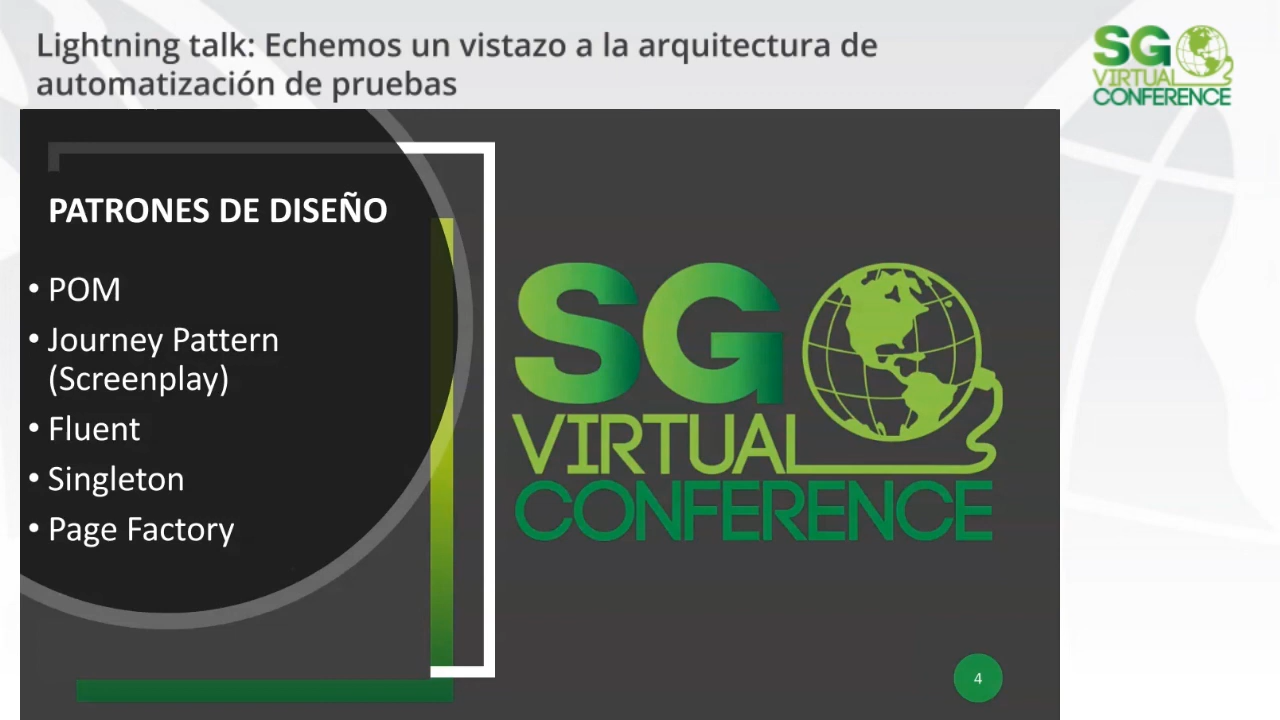 Lightning talk: Echemos un vistazo a la arquitectura de
automatización de pruebas
SG
VIRTUAL
CONFERENCE
PATRONES DE DISEÑO
• POM
• Journey Pattern
(Screenplay)
• Fluent
• Singleton
• Page Factory
SG
VIRTUAL
CONFERENCE
4